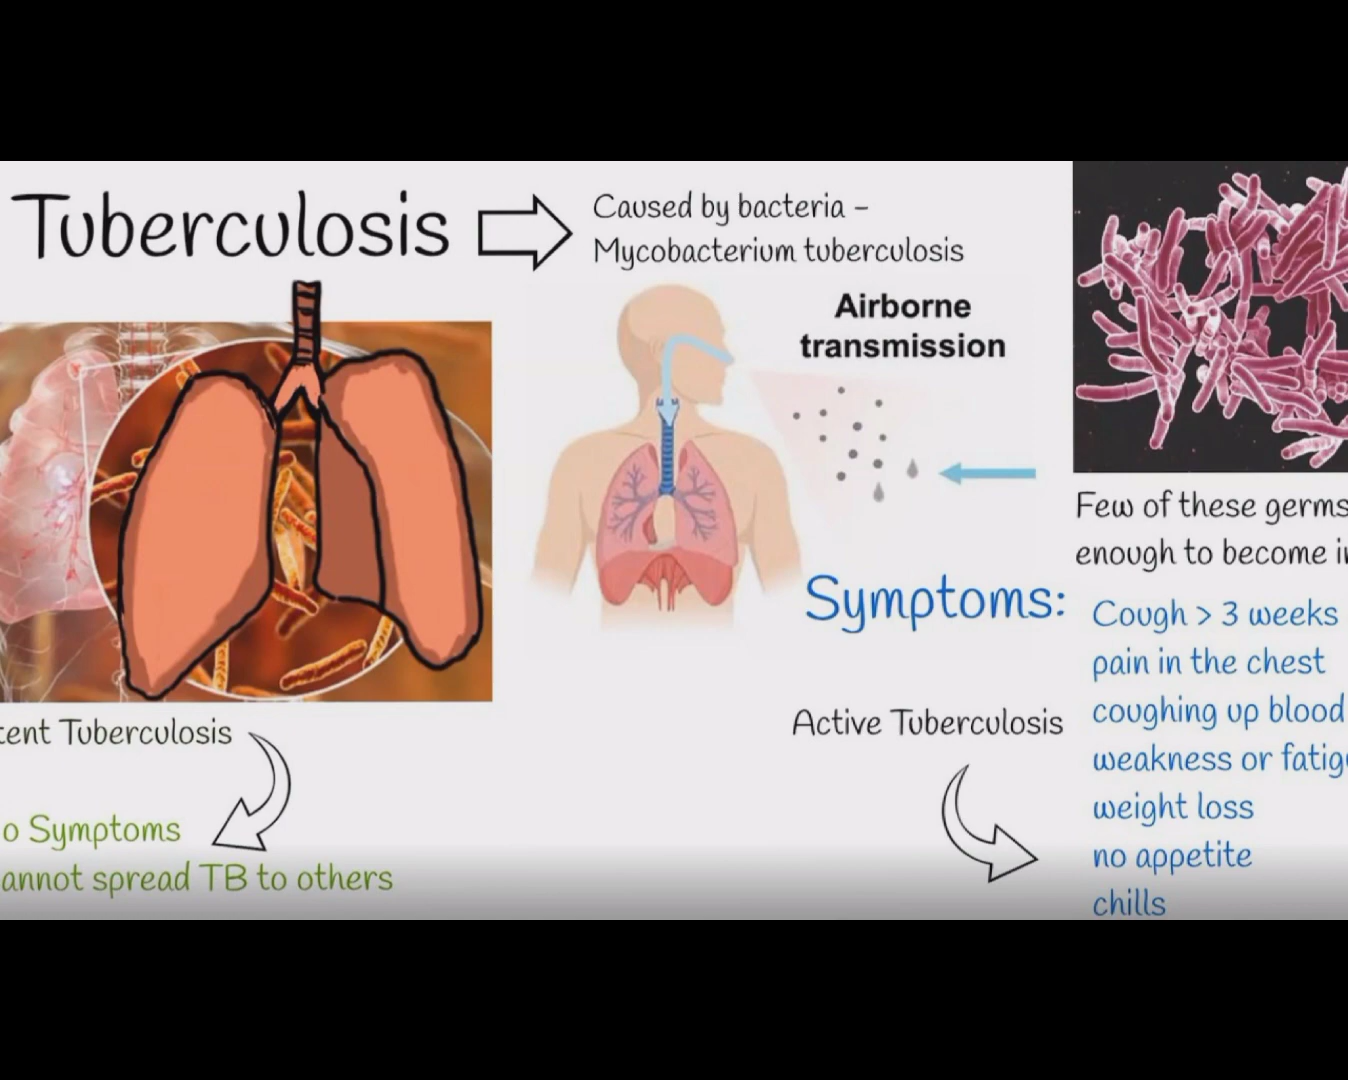 Tuberculosis
Caused by bacteria -
Mycobacterium tuberculosis
Airborne
transmission
Few of these germs
enough to become
Symptoms:
Cough > 3 weeks
pain in the chest
coughing up blood
weakness or
weight loss
no appetite
chills
Tuberculosis
Active Tuberculosis
Symptoms
spread TB to others